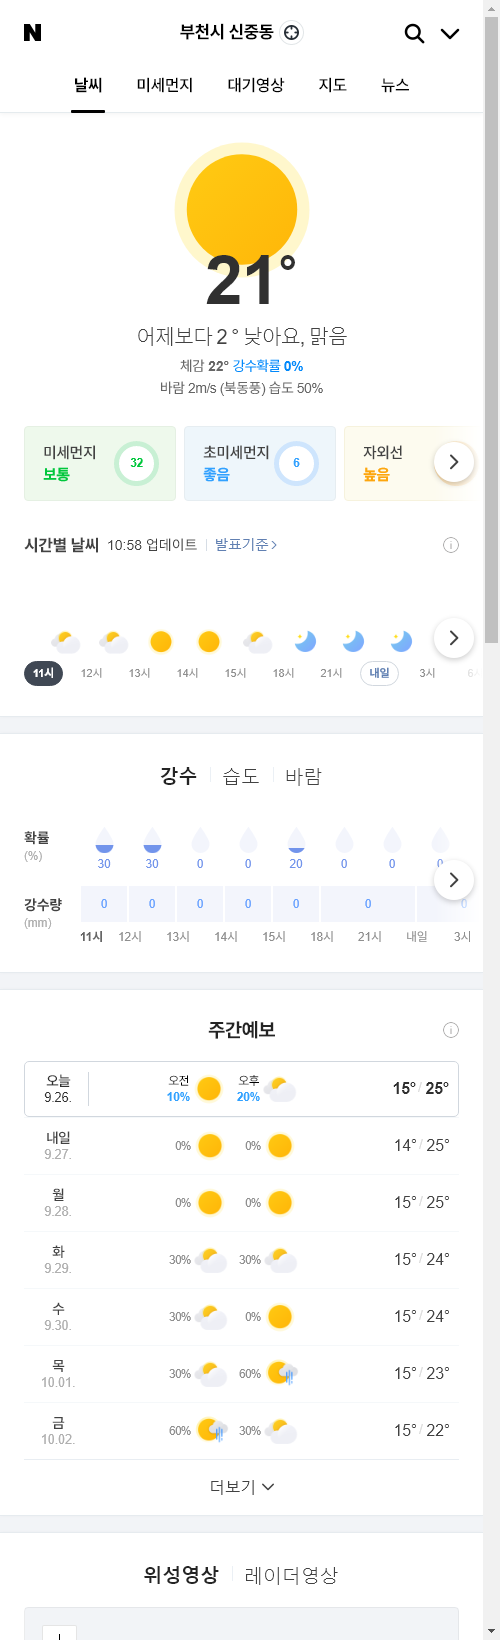 N 부천시 신중동
날씨 미세먼지 대기영상 지도 뉴스
21°
어제보다 2 ° 낮아요, 맑음
체감 22° 강수확률 0%
바람 2m/s (북동풍) 습도 50%
미세먼지 보통 32
초미세먼지 좋음 6
자외선 높음
시간별 날씨 10:58 업데이트 발표기준
11시 12시 13시 14시 15시 18시 21시 내일 3시
강수 습도 바람
확률 (%)
30 30 0 0 20 0 0 0
강수량 (mm)
0 0 0 0 0 0 0
11시 12시 13시 14시 15시 18시 21시 내일 3시
주간예보
오늘 9.26. 오전 10% 오후 20% 15° / 25°
내일 9.27. 0% 0% 14° / 25°
월 9.28. 0% 0% 15° / 25°
화 9.29. 30% 30% 15° / 24°
수 9.30. 30% 0% 15° / 24°
목 10.01. 30% 60% 15° / 23°
금 10.02. 60% 30% 15° / 22°
더보기
위성영상 레이더영상